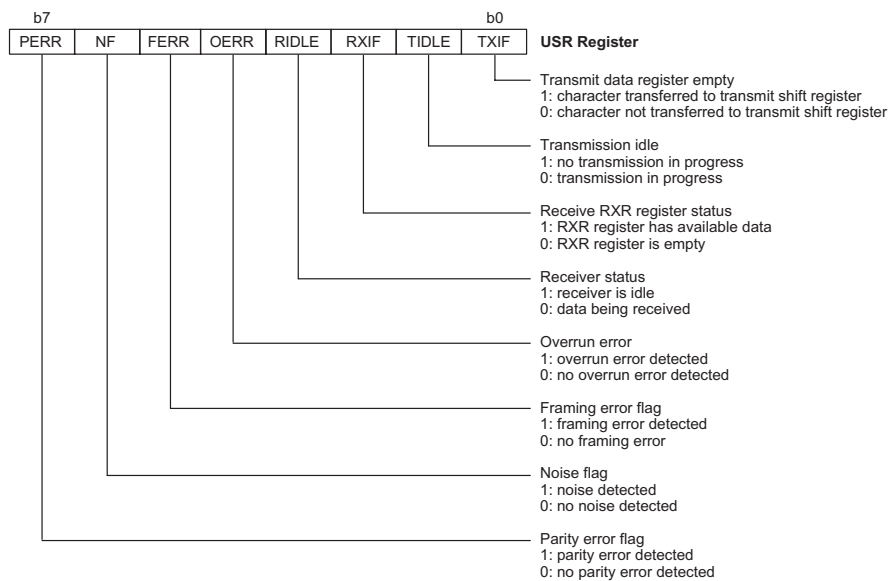 b7 b0
PERR NF FERR OERR RIDLE RXIF TIDLE TXIF USR Register
Transmit data register empty
1: character transferred to transmit shift register
0: character not transferred to transmit shift register
Transmission idle
1: no transmission in progress
0: transmission in progress
Receive RXR register status
1: RXR register has available data
0: RXR register is empty
Receiver status
1: receiver is idle
0: data being received
Overrun error
1: overrun error detected
0: no overrun error detected
Framing error flag
1: framing error detected
0: no framing error
Noise flag
1: noise detected
0: no noise detected
Parity error flag
1: parity error detected
0: no parity error detected